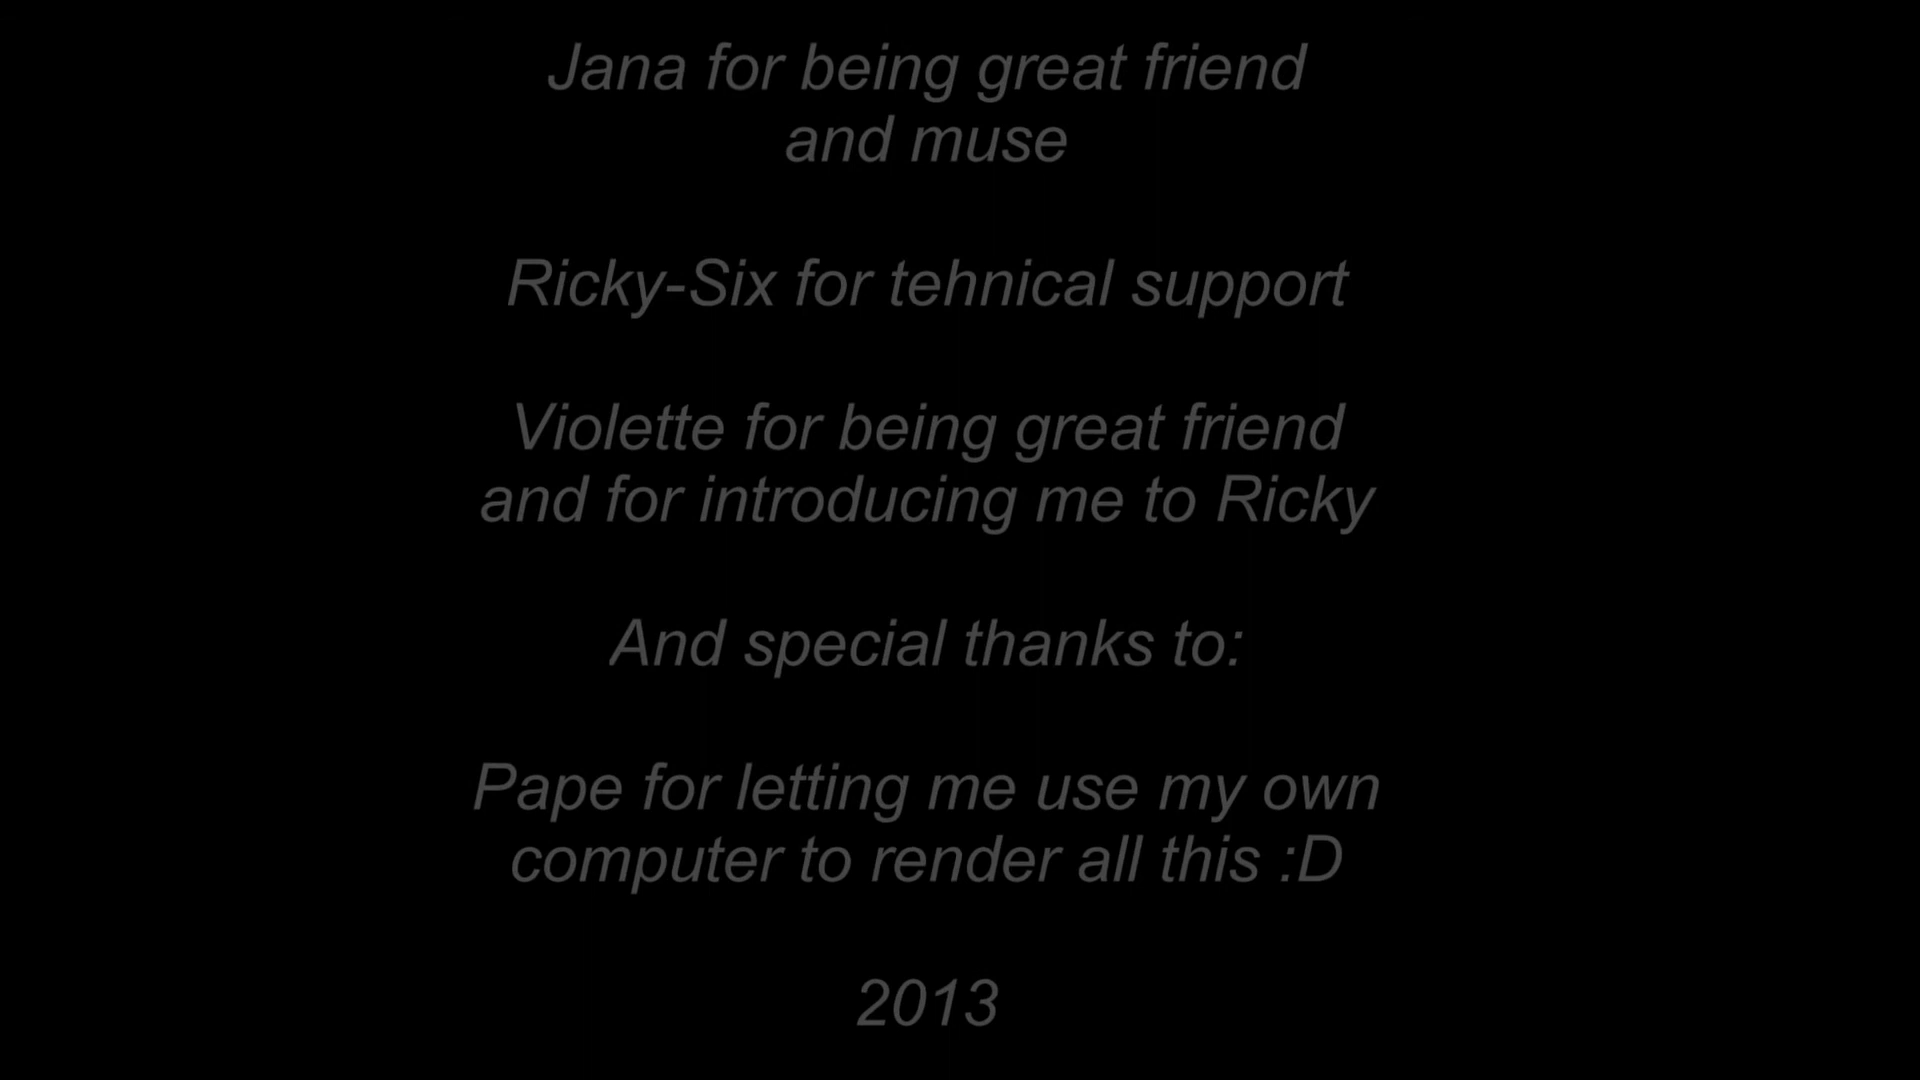 Jana for being great friend
and muse
Ricky-Six for tehnical support
Violette for being great friend
and for introducing me to Ricky
And special thanks to:
Pape for letting me use my own
computer to render all this :D
2013